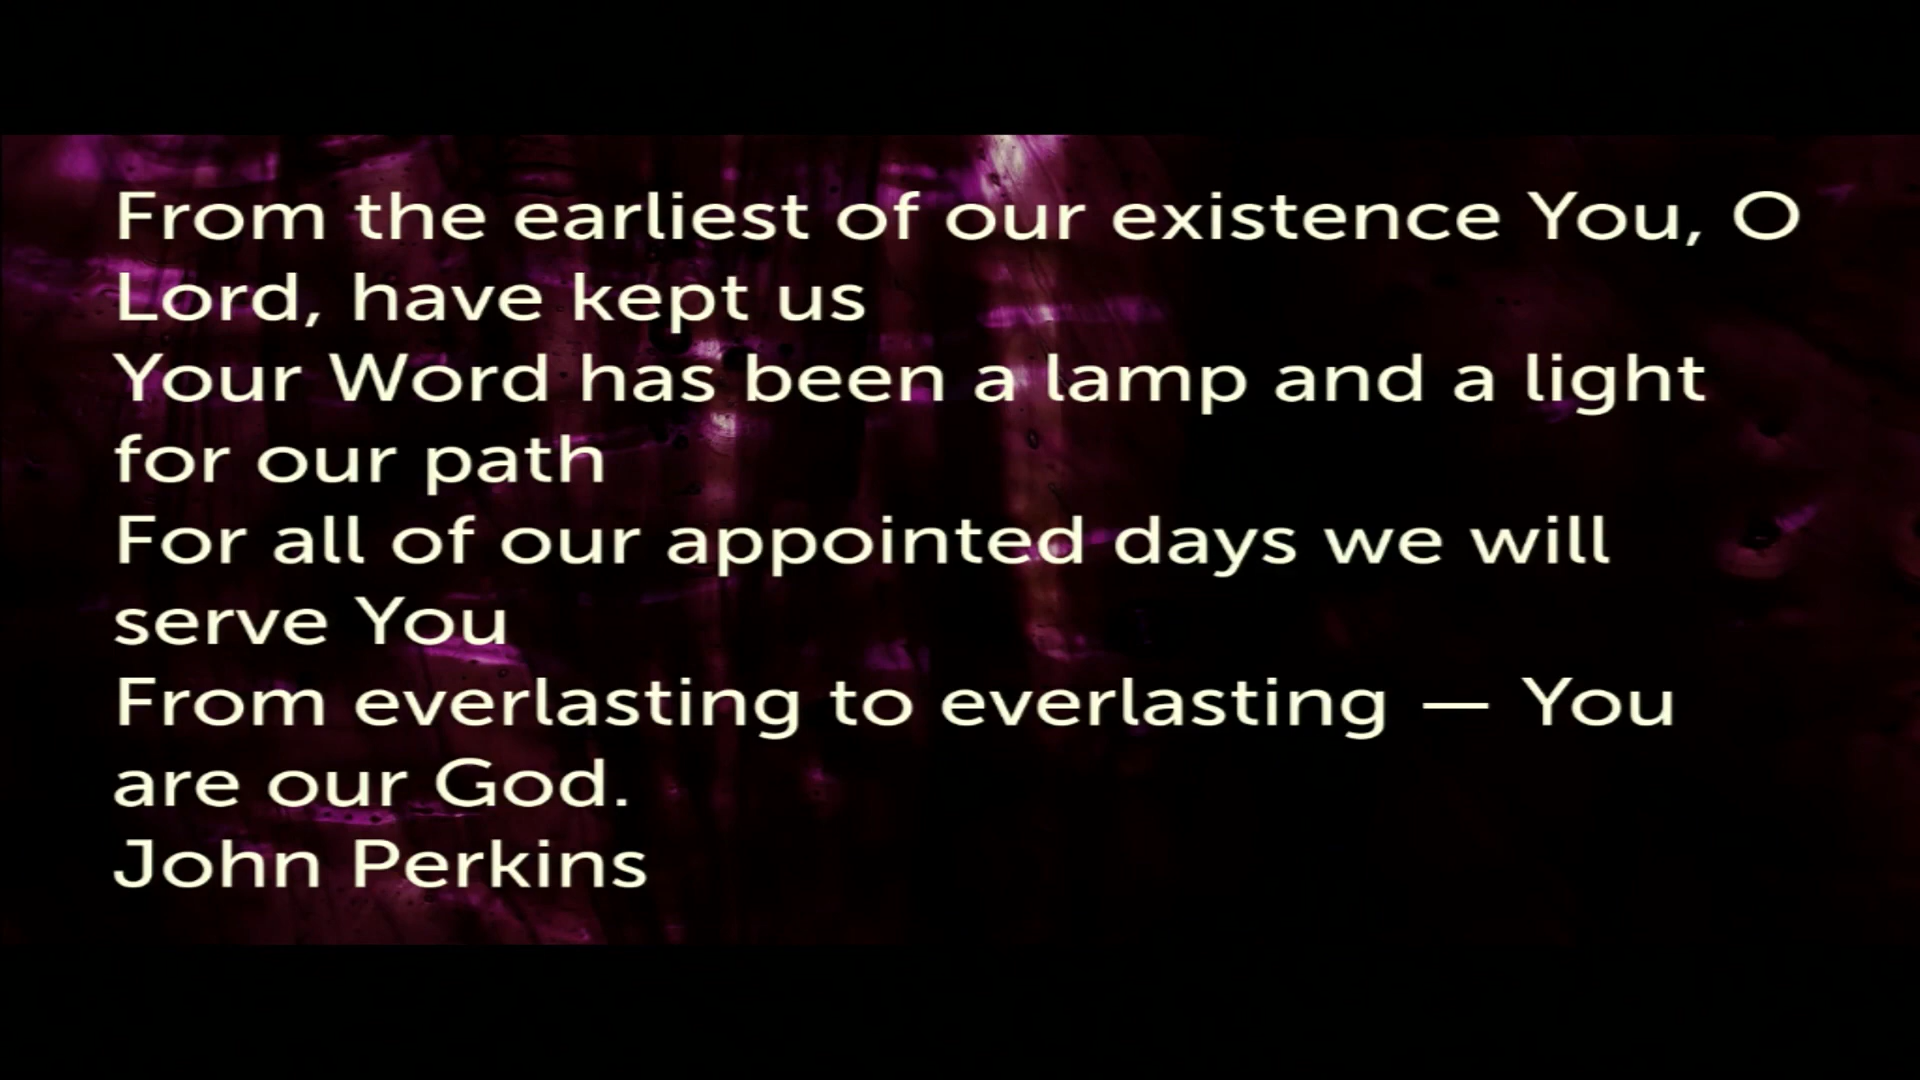 From the earliest of our existence You, O
Lord, have kept us
Your Word has been a lamp and a light
for our path
For all of our appointed days we will
serve You
From everlasting to everlasting — You
are our God.
John Perkins